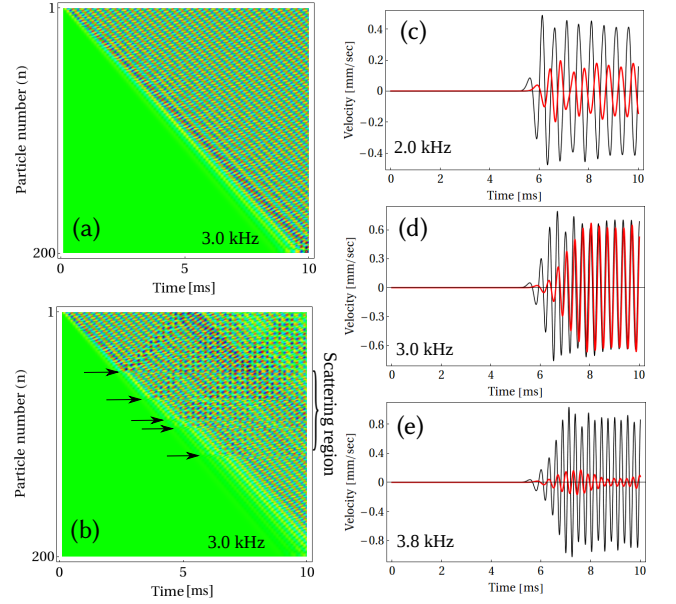 1
Particle number (n)
(a)
3.0 kHz
200
0
5
10
Time [ms]
1
Particle number (n)
(b)
3.0 kHz
200
0
5
10
Time [ms]
Scattering region
(c)
0.4
0.2
0
−0.2
−0.4
Velocity [mm/sec]
2.0 kHz
0
2
4
6
8
10
Time [ms]
(d)
0.6
0.3
0
−0.3
−0.6
Velocity [mm/sec]
3.0 kHz
0
2
4
6
8
10
Time [ms]
(e)
0.8
0.4
0
−0.4
−0.8
Velocity [mm/sec]
3.8 kHz
0
2
4
6
8
10
Time [ms]